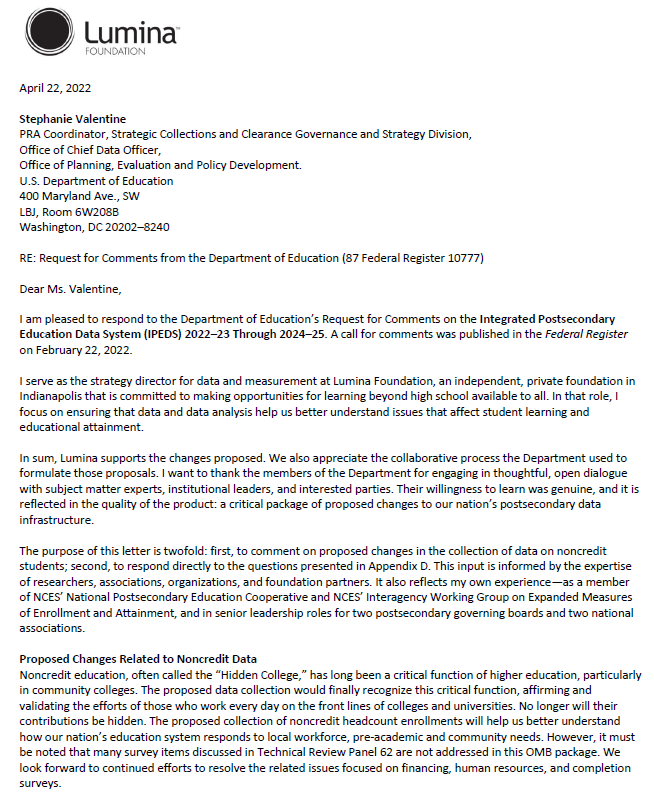 Lumina™
FOUNDATION
April 22, 2022
Stephanie Valentine
PRA Coordinator, Strategic Collections and Clearance Governance and Strategy Division,
Office of Chief Data Officer,
Office of Planning, Evaluation and Policy Development.
U.S. Department of Education
400 Maryland Ave., SW
LBJ, Room 6W208B
Washington, DC 20202–8240
RE: Request for Comments from the Department of Education (87 Federal Register 10777)
Dear Ms. Valentine,
I am pleased to respond to the Department of Education's Request for Comments on the Integrated Postsecondary
Education Data System (IPEDS) 2022–23 Through 2024–25. A call for comments was published in the Federal Register
on February 22, 2022.
I serve as the strategy director for data and measurement at Lumina Foundation, an independent, private foundation in
Indianapolis that is committed to making opportunities for learning beyond high school available to all. In that role, I
focus on ensuring that data and data analysis help us better understand issues that affect student learning and
educational attainment.
In sum, Lumina supports the changes proposed. We also appreciate the collaborative process the Department used to
formulate those proposals. I want to thank the members of the Department for engaging in thoughtful, open dialogue
with subject matter experts, institutional leaders, and interested parties. Their willingness to learn was genuine, and it is
reflected in the quality of the product: a critical package of proposed changes to our nation's postsecondary data
infrastructure.
The purpose of this letter is twofold: first, to comment on proposed changes in the collection of data on noncredit
students; second, to respond directly to the questions presented in Appendix D. This input is informed by the expertise
of researchers, associations, organizations, and foundation partners. It also reflects my own experience—as a member
of NCES' National Postsecondary Education Cooperative and NCES' Interagency Working Group on Expanded Measures
of Enrollment and Attainment, and in senior leadership roles for two postsecondary governing boards and two national
associations.
Proposed Changes Related to Noncredit Data
Noncredit education, often called the "Hidden College," has long been a critical function of higher education, particularly
in community colleges. The proposed data collection would finally recognize this critical function, affirming and
validating the efforts of those who work every day on the front lines of colleges and universities. No longer will their
contributions be hidden. The proposed collection of noncredit headcount enrollments will help us better understand
how our nation's education system responds to local workforce, pre-academic and community needs. However, it must
be noted that many survey items discussed in Technical Review Panel 62 are not addressed in this OMB package. We
look forward to continued efforts to resolve the related issues focused on financing, human resources, and completion
surveys.